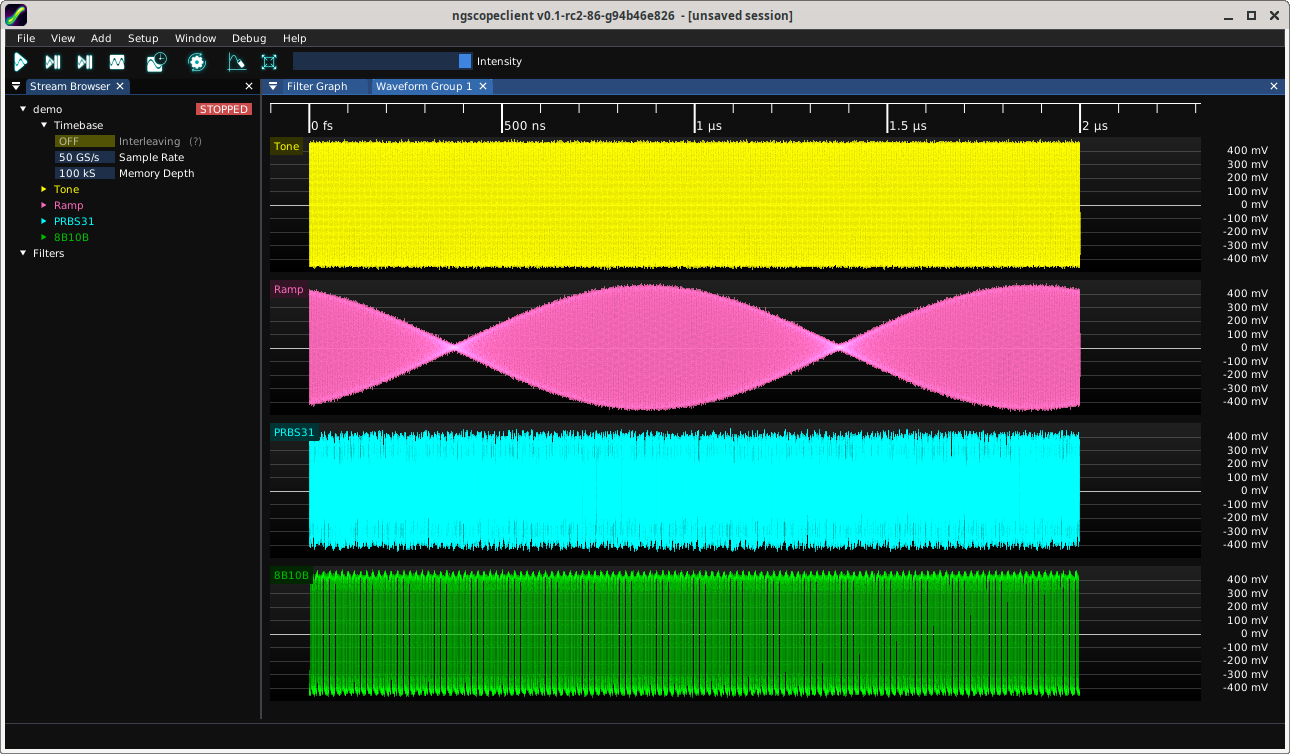 ngscopeclient v0.1-rc2-86-g94b46e826 - [unsaved session]
File View Add Setup Window Debug Help
Intensity
Stream Browser
Filter Graph Waveform Group 1
demo STOPPED
Timebase
OFF Interleaving (?)
50 GS/s Sample Rate
100 kS Memory Depth
Tone
Ramp
PRBS31
8B10B
Filters
0 fs 500 ns 1 µs 1.5 µs 2 µs
Tone
400 mV
300 mV
200 mV
100 mV
0 mV
-100 mV
-200 mV
-300 mV
-400 mV
Ramp
400 mV
300 mV
200 mV
100 mV
0 mV
-100 mV
-200 mV
-300 mV
-400 mV
PRBS31
400 mV
300 mV
200 mV
100 mV
0 mV
-100 mV
-200 mV
-300 mV
-400 mV
8B10B
400 mV
300 mV
200 mV
100 mV
0 mV
-100 mV
-200 mV
-300 mV
-400 mV